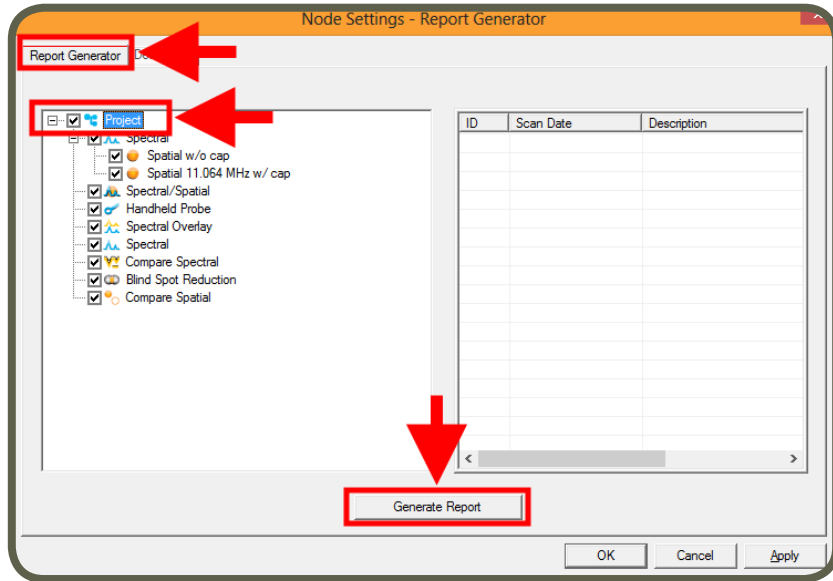 Node Settings - Report Generator
Report Generator
Project
Spectral
Spatial w/o cap
Spatial 11.064 MHz w/ cap
Spectral/Spatial
Handheld Probe
Spectral Overlay
Spectral
Compare Spectral
Blind Spot Reduction
Compare Spatial
ID Scan Date Description
Generate Report
OK Cancel Apply